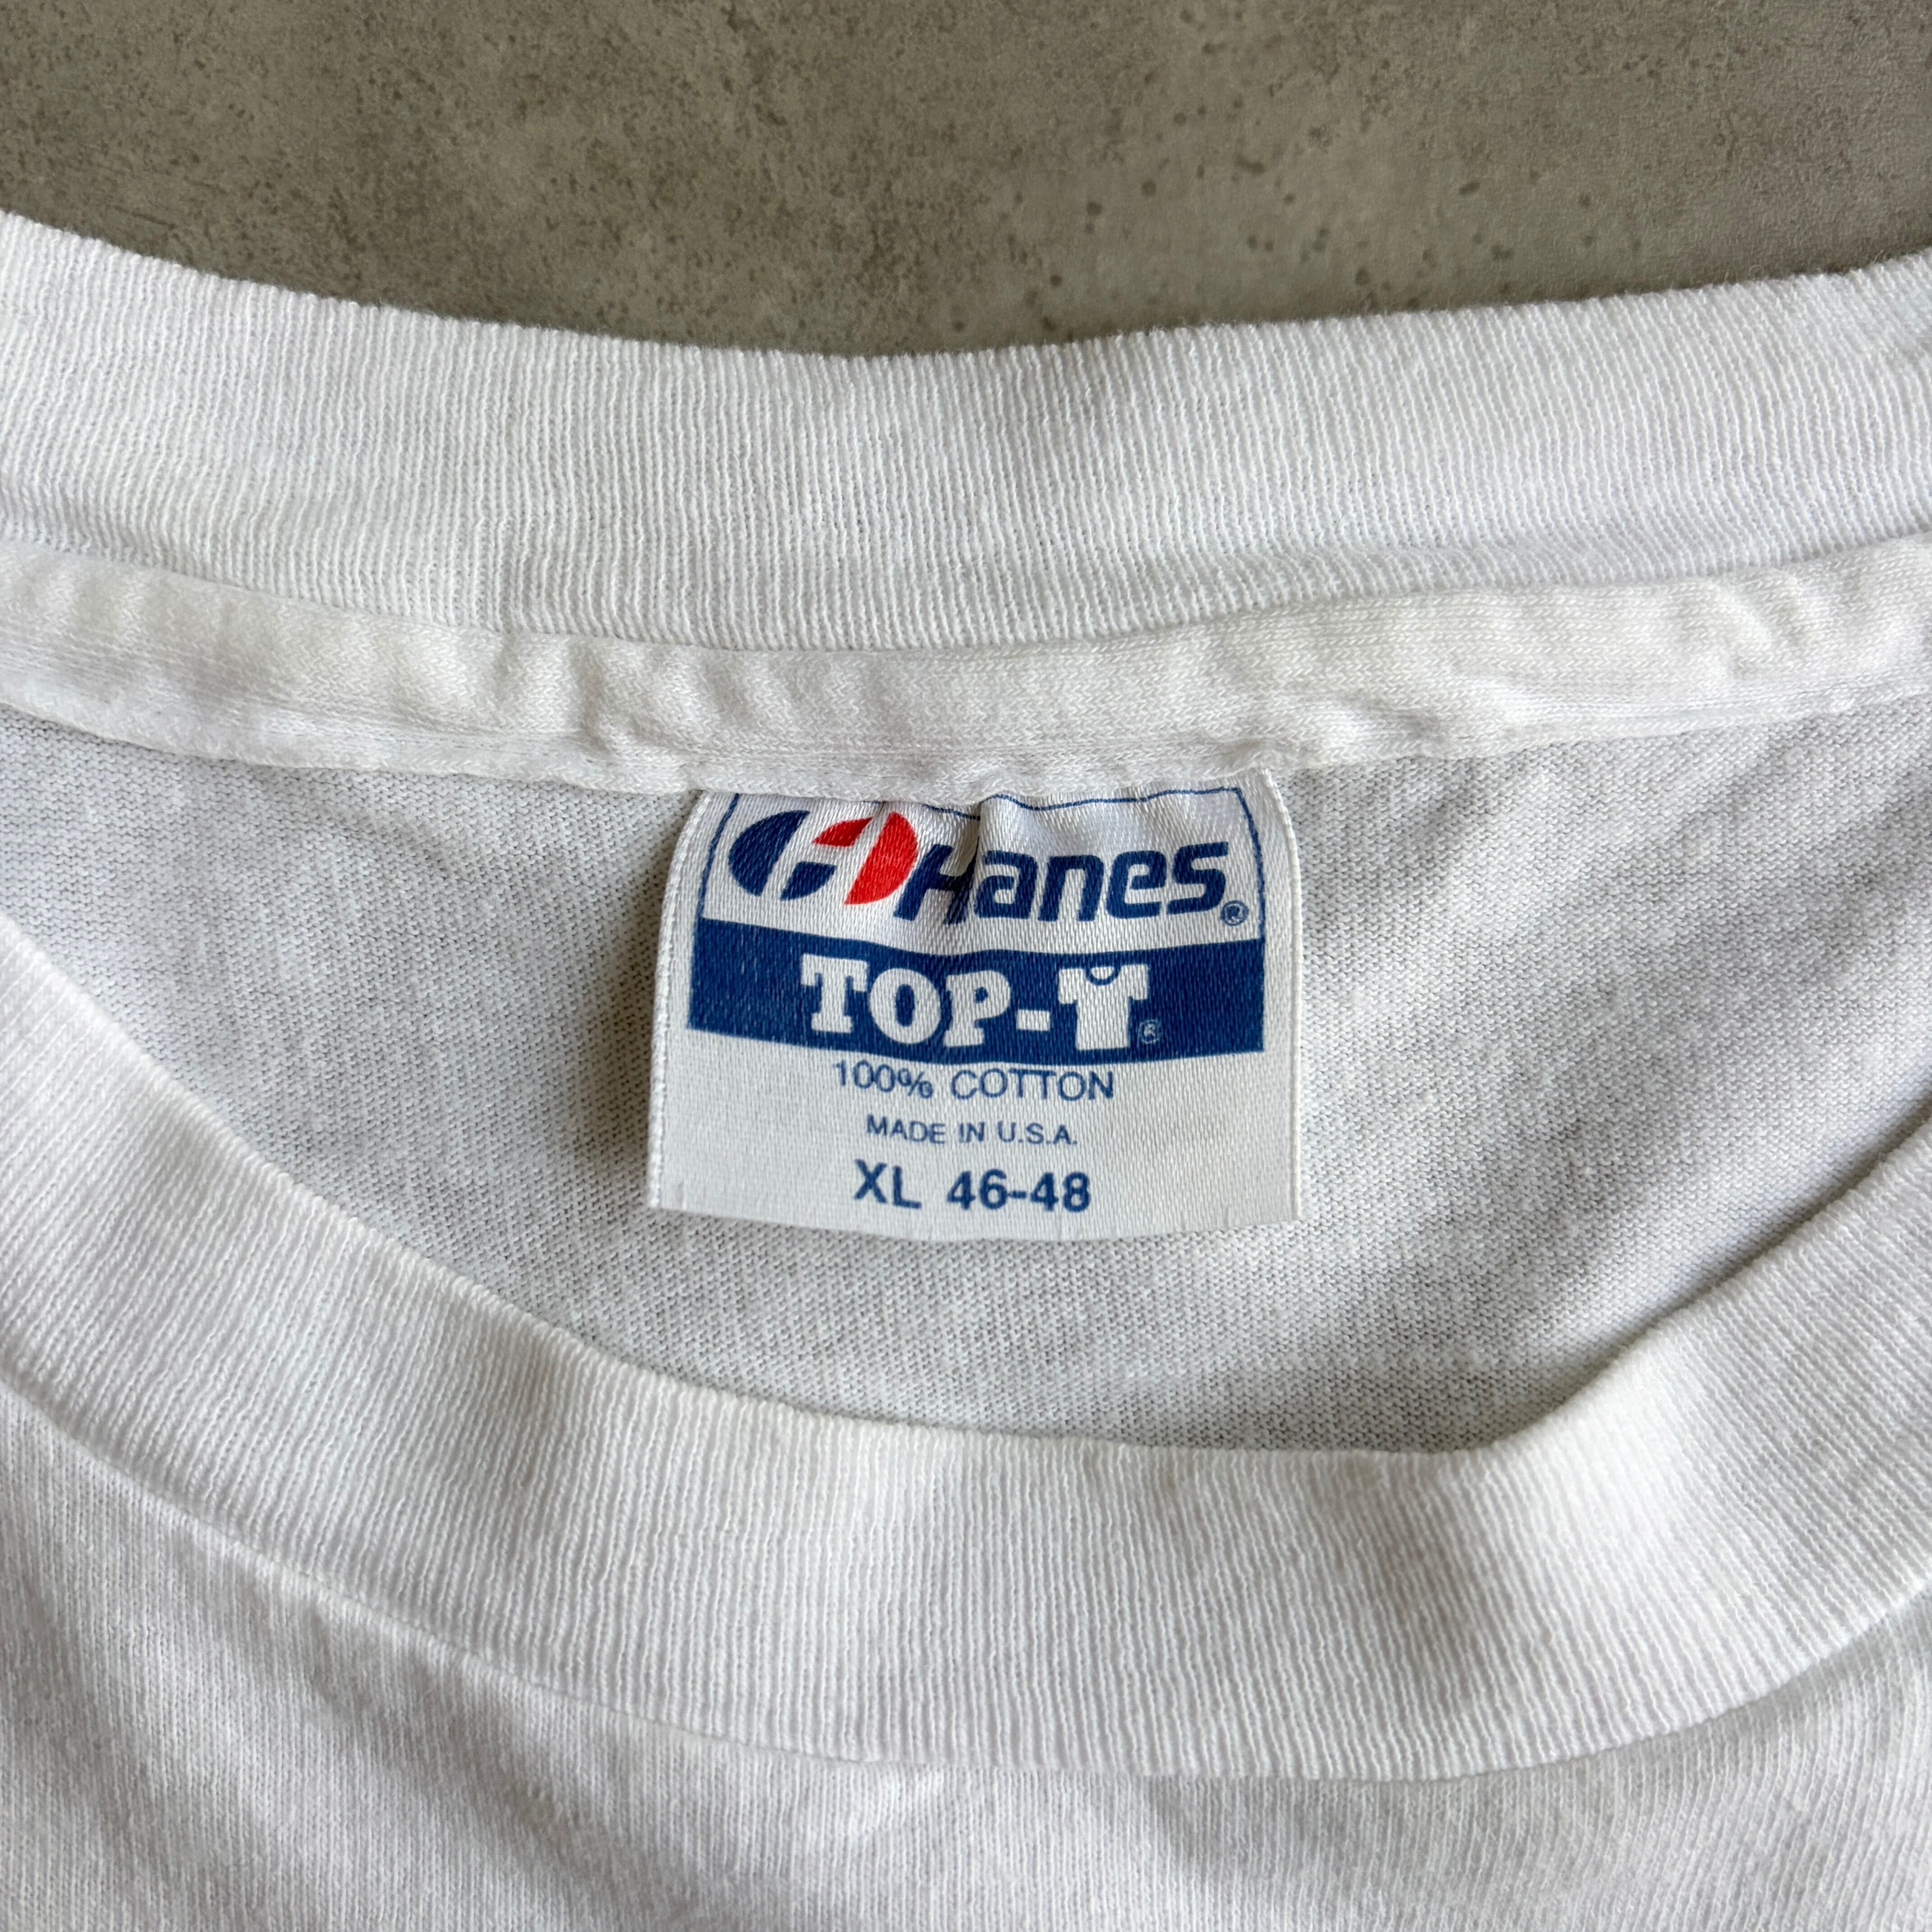 Hanes®
TOP-T®
100% COTTON
MADE IN U.S.A.
XL 46-48